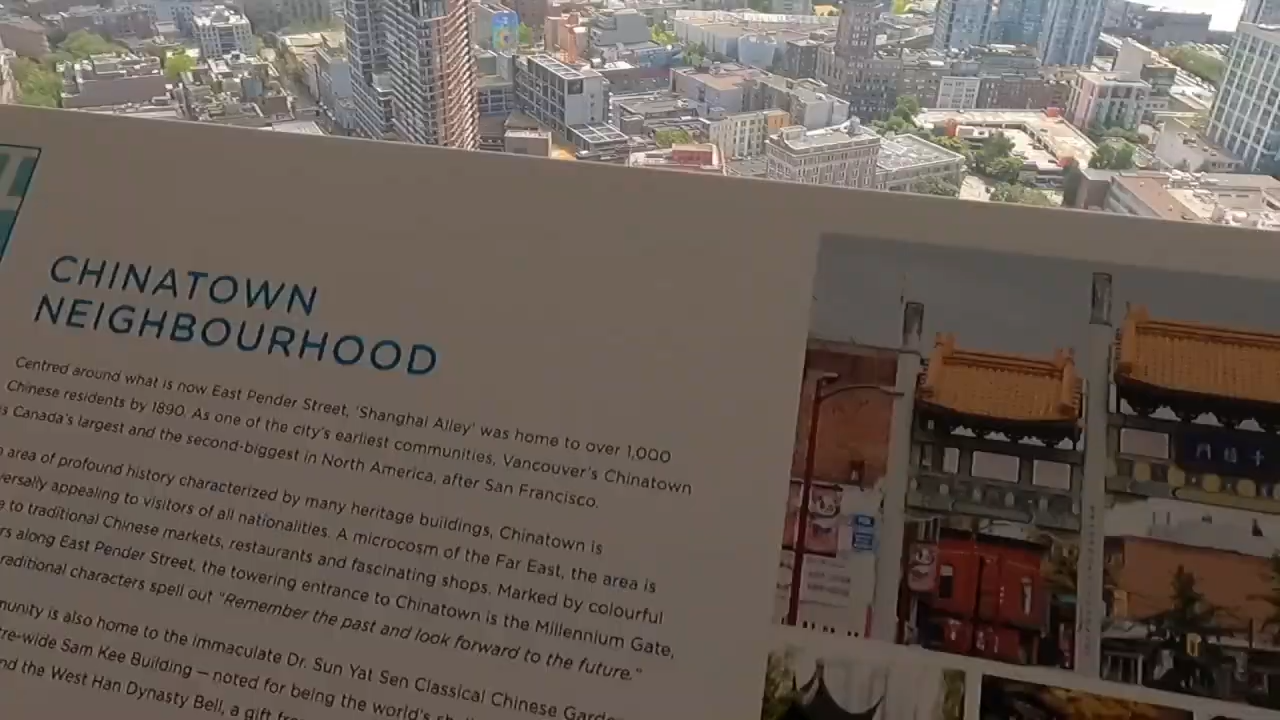 CHINATOWN
NEIGHBOURHOOD
Centred around what is now East Pender Street, 'Shanghai Alley' was home to over 1,000
Chinese residents by 1890. As one of the city's earliest communities, Vancouver's Chinatown
is Canada's largest and the second-biggest in North America, after San Francisco.
area of profound history characterized by many heritage buildings, Chinatown is
versally appealing to visitors of all nationalities. A microcosm of the Far East, the area is
to traditional Chinese markets, restaurants and fascinating shops. Marked by colourful
rs along East Pender Street, the towering entrance to Chinatown is the Millennium Gate,
raditional characters spell out "Remember the past and look forward to the future."
munity is also home to the immaculate Dr. Sun Yat Sen Classical Chinese Garde
tre-wide Sam Kee Building – noted for being the world's
nd the West Han Dynasty Bell, a gift